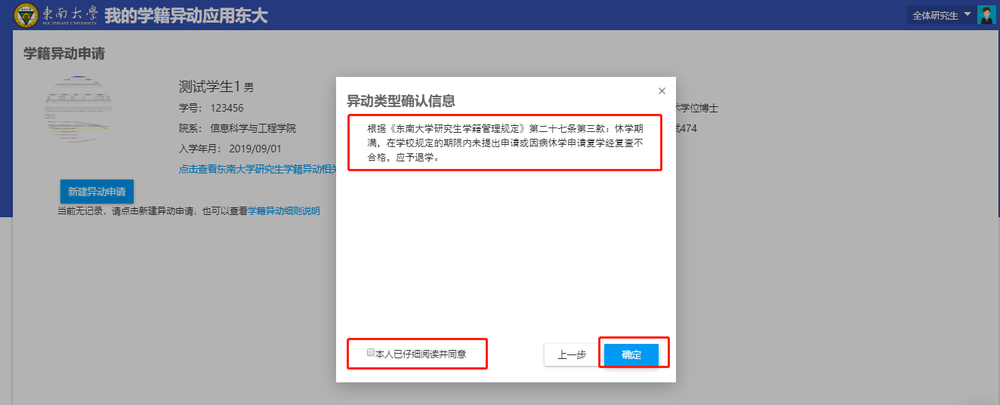 東南大學 我的学籍异动应用东大
SOUTHEAST UNIVERSITY
全体研究生
学籍异动申请
测试学生1 男
学号： 123456
院系： 信息科学与工程学院
入学年月： 2019/09/01
点击查看东南大学研究生学籍异动相关
新建异动申请
当前无记录，请点击新建异动申请，也可以查看学籍异动细则说明
学位博士
474
×
异动类型确认信息
根据《东南大学研究生学籍管理规定》第二十七条第三款：休学期
满，在学校规定的期限内未提出申请或因病休学申请复学经复查不
合格，应予退学。
本人已仔细阅读并同意
上一步
确定